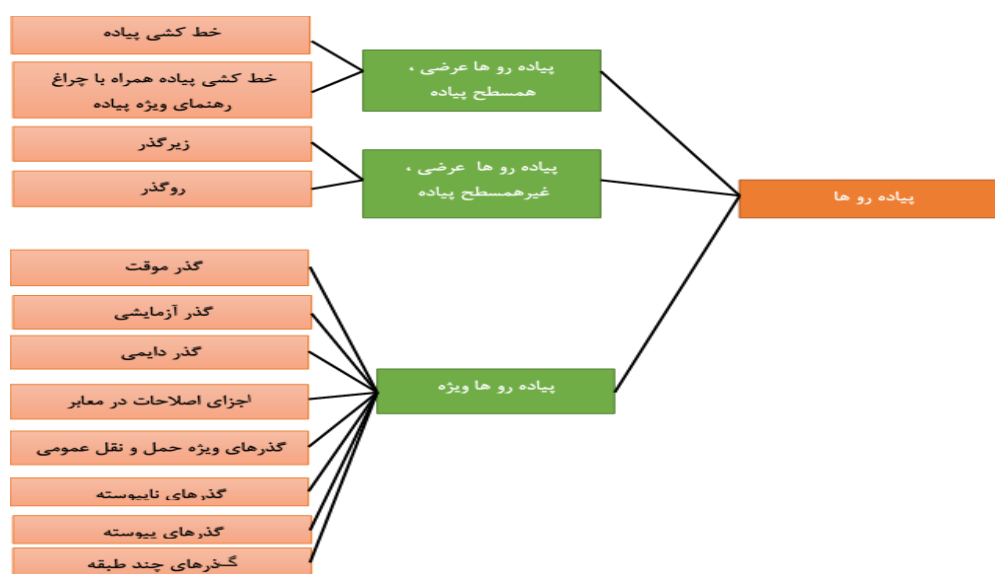 پیاده رو ها
پیاده رو ها عرضی ،
همسطح پیاده
خط کشی پیاده
خط کشی پیاده همراه با چراغ
رهنمای ویژه پیاده
پیاده رو ها عرضی ،
غیرهمسطح پیاده
زیرگذر
روگذر
پیاده رو ها ویژه
گذر موقت
گذر آزمایشی
گذر دایمی
اجزای اصلاحات در معابر
گذرهای ویژه حمل و نقل عمومی
گذرهای ناپیوسته
گذرهای پیوسته
گـذرهای چند طبقه